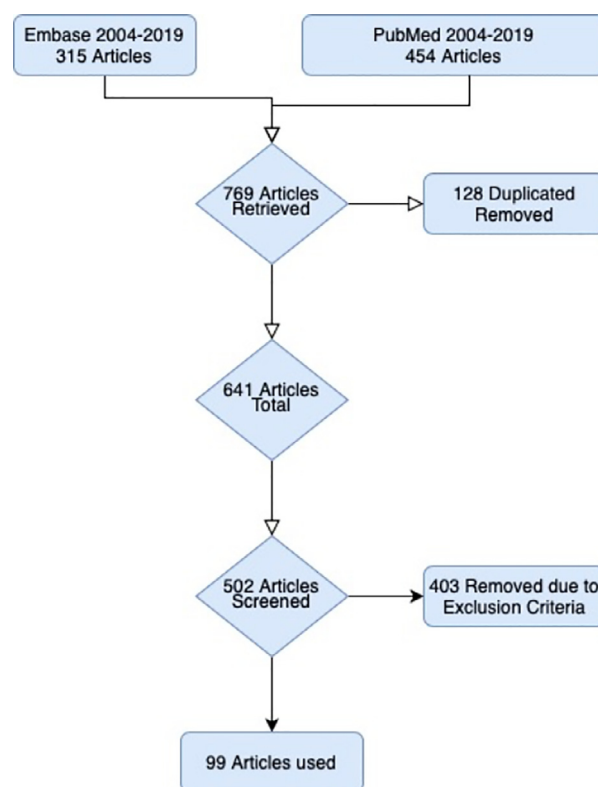 Embase 2004-2019
315 Articles
PubMed 2004-2019
454 Articles
769 Articles
Retrieved
128 Duplicated
Removed
641 Articles
Total
502 Articles
Screened
403 Removed due to
Exclusion Criteria
99 Articles used